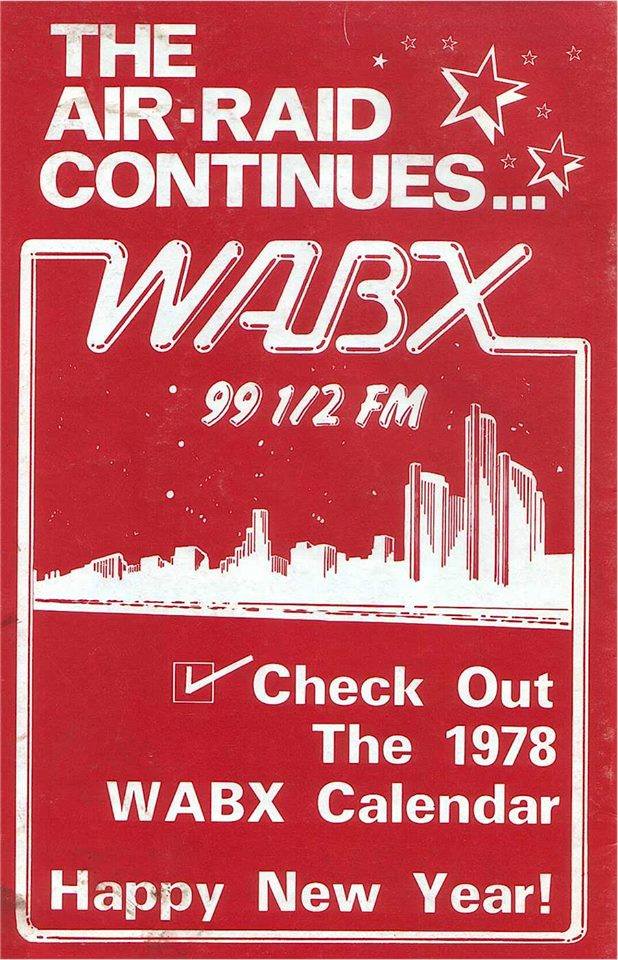 THE
AIR·RAID
CONTINUES...
WABX
99 1/2 FM
Check Out
The 1978
WABX Calendar
Happy New Year!